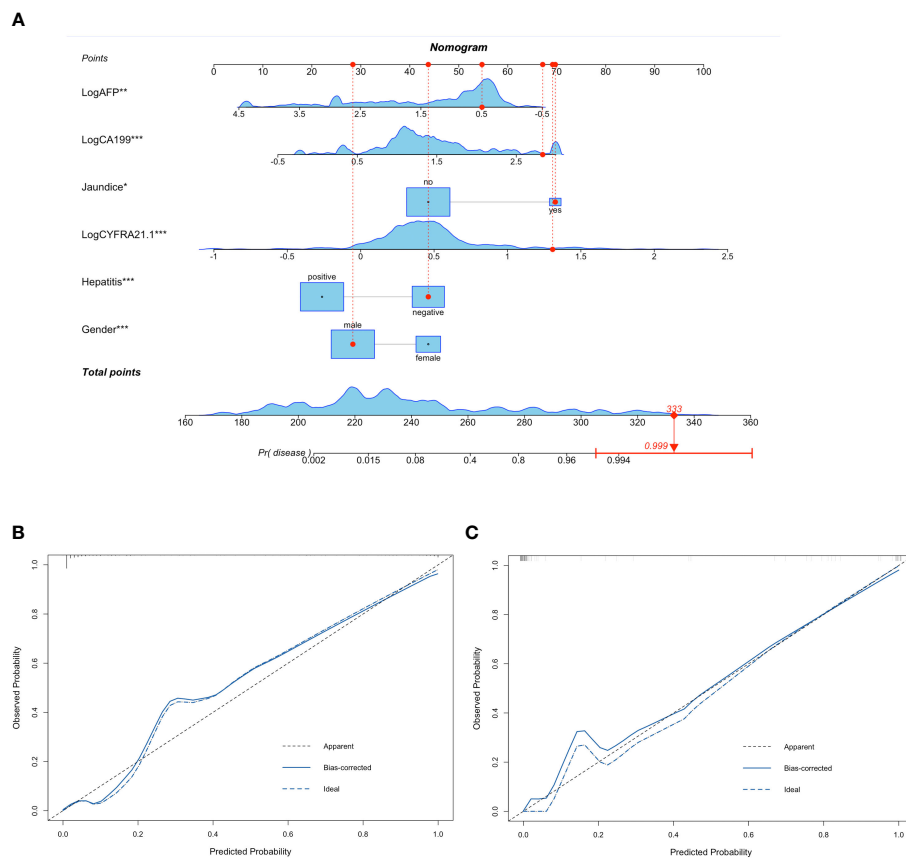 A
Nomogram
Points
0 10 20 30 40 50 60 70 80 90 100
LogAFP**
4.5 3.5 2.5 1.5 0.5 -0.5
LogCA199***
-0.5 0.5 1.5 2.5
Jaundice*
no
yes
LogCYFRA21.1***
-1 -0.5 0 0.5 1 1.5 2 2.5
Hepatitis***
positive
negative
Gender***
male
female
Total points
333
160 180 200 220 240 260 280 300 320 340 360
0.999
Pr( disease )
0.002 0.015 0.08 0.4 0.8 0.96 0.994
B
Observed Probability
0.0 0.2 0.4 0.6 0.8 1.0
Apparent
Bias-corrected
Ideal
0.0 0.2 0.4 0.6 0.8 1.0
Predicted Probability
C
Observed Probability
0.0 0.2 0.4 0.6 0.8 1.0
Apparent
Bias-corrected
Ideal
0.0 0.2 0.4 0.6 0.8 1.0
Predicted Probability